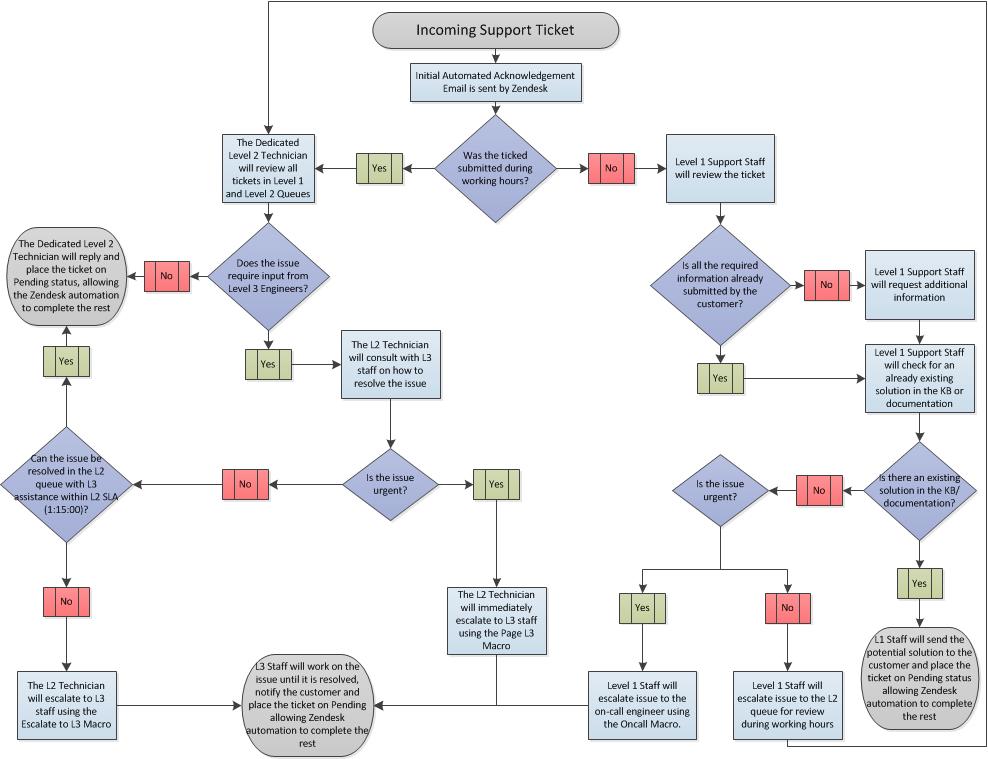 Incoming Support Ticket
Initial Automated Acknowledgement
Email is sent by Zendesk
The Dedicated
Level 2 Technician
will review all
tickets in Level 1
and Level 2 Queues
Yes
Was the ticked
submitted during
working hours?
No
Level 1 Support Staff
will review the ticket
The Dedicated Level 2
Technician will reply and
place the ticket on
Pending status, allowing
the Zendesk automation
to complete the rest
No
Does the issue
require input from
Level 3 Engineers?
Is all the required
information already
submitted by the
customer?
No
Level 1 Support Staff
will request additional
information
Yes
Yes
The L2 Technician
will consult with L3
staff on how to
resolve the issue
Yes
Level 1 Support Staff
will check for an
already existing
solution in the KB or
documentation
Can the issue be
resolved in the L2
queue with L3
assistance within L2 SLA
(1:15:00)?
No
Is the issue
urgent?
Yes
Is the issue
urgent?
No
Is there an existing
solution in the KB/
documentation?
No
The L2 Technician
will immediately
escalate to L3 staff
using the Page L3
Macro
Yes
No
Yes
The L2 Technician
will escalate to L3
staff using the
Escalate to L3 Macro
L3 Staff will work on the
issue until it is resolved,
notify the customer and
place the ticket on Pending
allowing Zendesk
automation to complete the
rest
Level 1 Staff will
escalate issue to the
on-call engineer using
the Oncall Macro.
Level 1 Staff will
escalate issue to the L2
queue for review
during working hours
L1 Staff will send the
potential solution to the
customer and place the
ticket on Pending status
allowing Zendesk
automation to complete
the rest